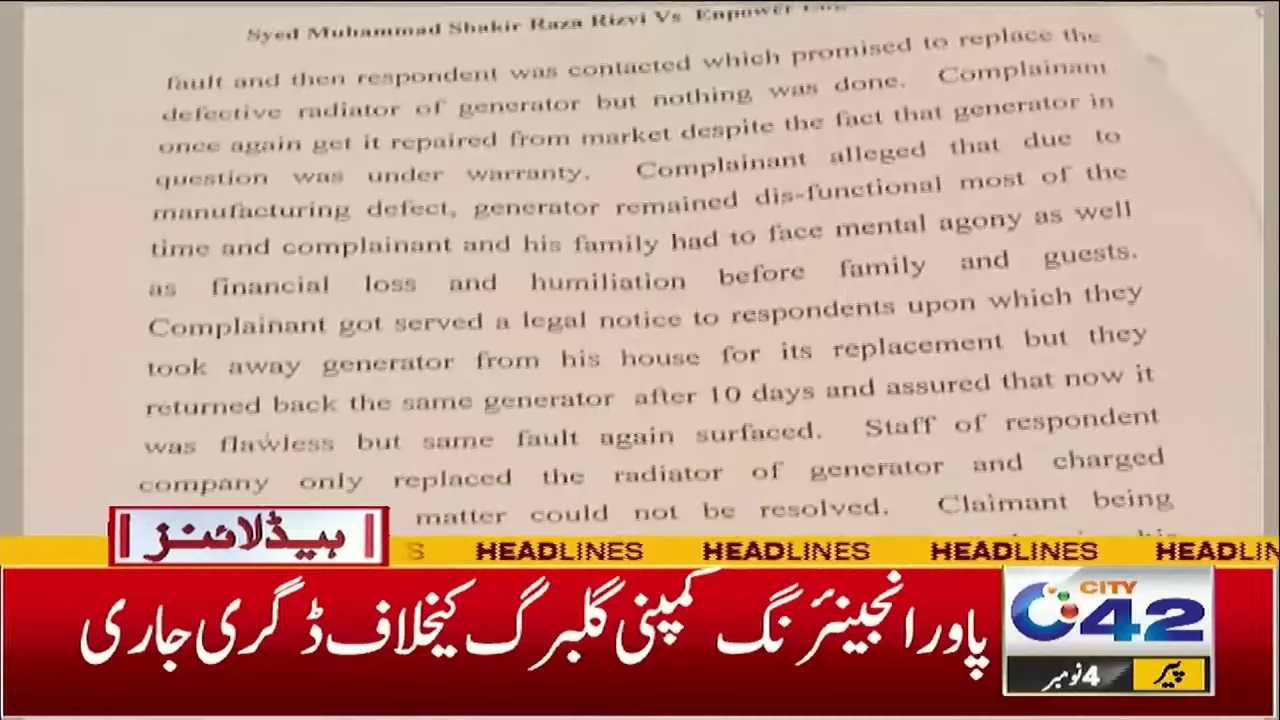 Syed Muhammad Shakir Raza Rizvi Vs Enpower
fault and then respondent was contacted which promised to replace the
defective radiator of generator but nothing was done. Complainant
once again get it repaired from market despite the fact that generator in
question was under warranty. Complainant alleged that due to
manufacturing defect, generator remained dis-functional most of the
time and complainant and his family had to face mental agony as well
as financial loss and humiliation before family and guests.
Complainant got served a legal notice to respondents upon which they
took away generator from his house for its replacement but they
returned back the same generator after 10 days and assured that now it
was flawless but same fault again surfaced. Staff of respondent
company only replaced the radiator of generator and charged
matter could not be resolved. Claimant being
ہیڈلائنز
S HEADLINES HEADLINES HEADLINES HEADLIN
پاور انجینئرنگ کمپنی گلبرگ کیخلاف ڈگری جاری
CITY
42
پیر
4 نومبر